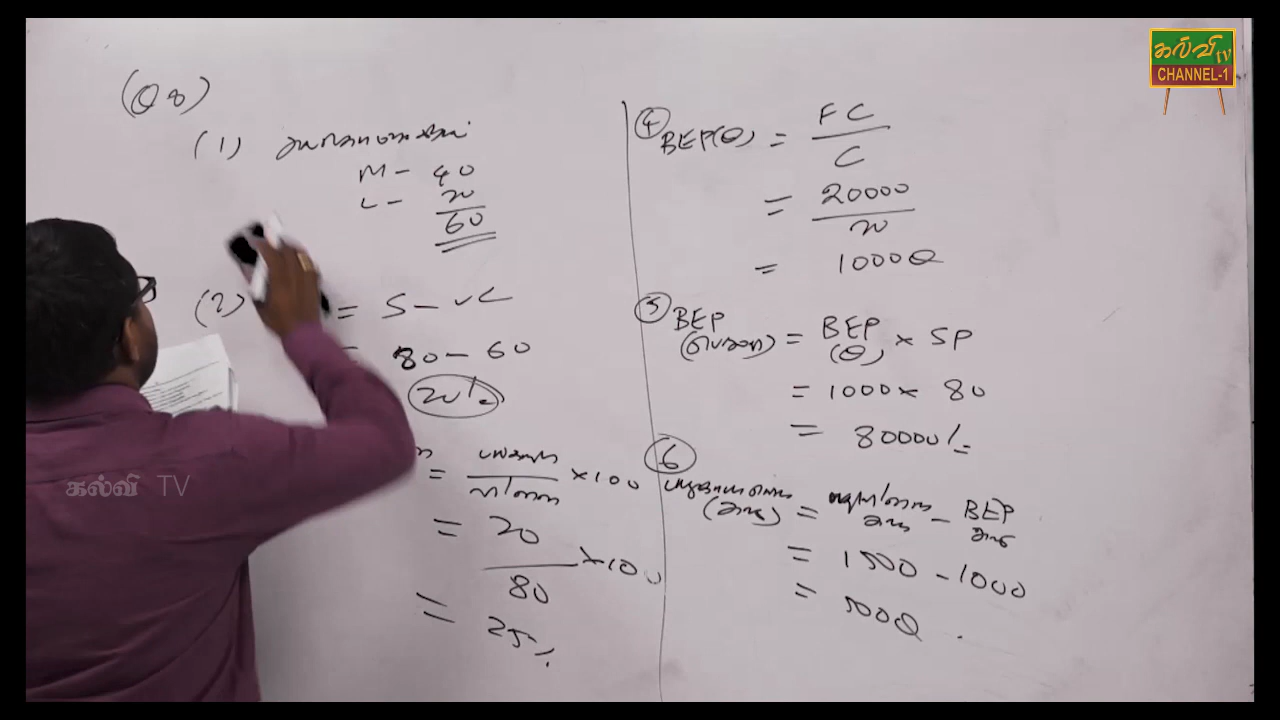 கல்வி TV
CHANNEL-1
(Q 8)
(1)
M - 40
L - 20
60
(2) = S - VC
= 80 - 60
20/=
= × 100
= 20 × 100
80
= 25%
④ BEP(Q) = FC
C
= 20000
20
= 1000Q
⑤ BEP = BEP × SP
(Q)
= 1000 × 80
= 80000/=
⑥
= - BEP
= 1500 - 1000
= 500Q
கல்வி TV